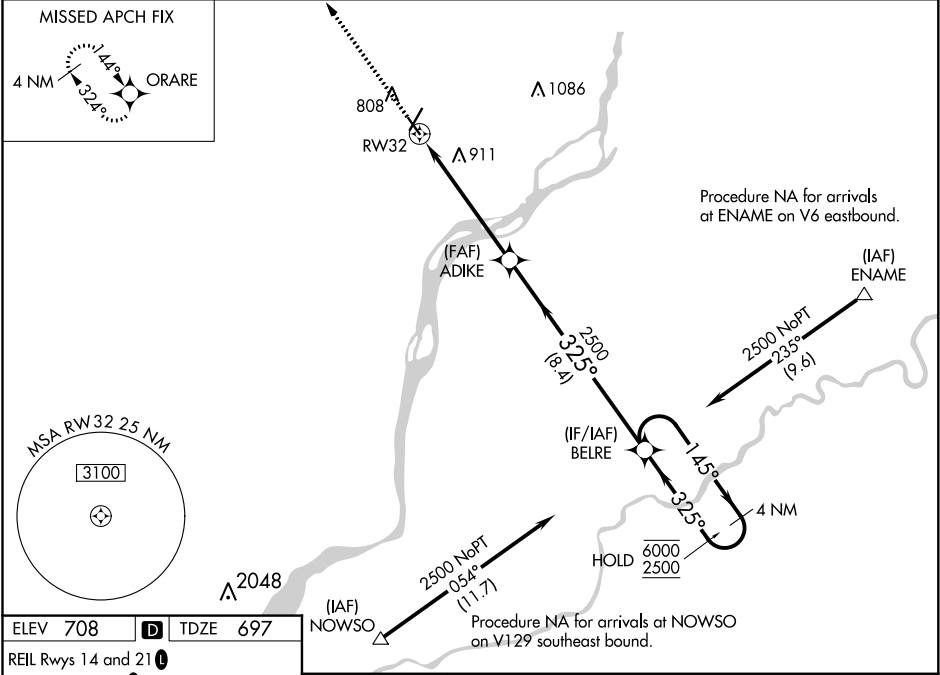 MISSED APCH FIX
4 NM
144°
324°
ORARE
808
1086
RW32
911
Procedure NA for arrivals
at ENAME on V6 eastbound.
(FAF)
ADIKE
(IAF)
ENAME
2500 NoPT
235°
(9.6)
2500
325°
(8.4)
(IF/IAF)
BELRE
145°
325°
4 NM
HOLD
6000
2500
MSA RW32 25 NM
3100
2048
2500 NoPT
054°
(11.7)
(IAF)
NOWSO
Procedure NA for arrivals at NOWSO
on V129 southeast bound.
ELEV 708 D TDZE 697
REIL Rwys 14 and 21 L